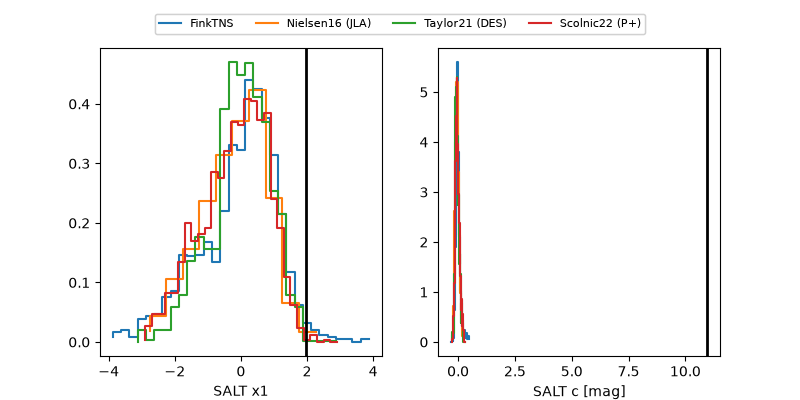 FinkTNS Nielsen16 (JLA) Taylor21 (DES) Scolnic22 (P+)
0.4
0.3
0.2
0.1
0.0
−4 −2 0 2 4
SALT x1
5
4
3
2
1
0
0.0 2.5 5.0 7.5 10.0
SALT c [mag]